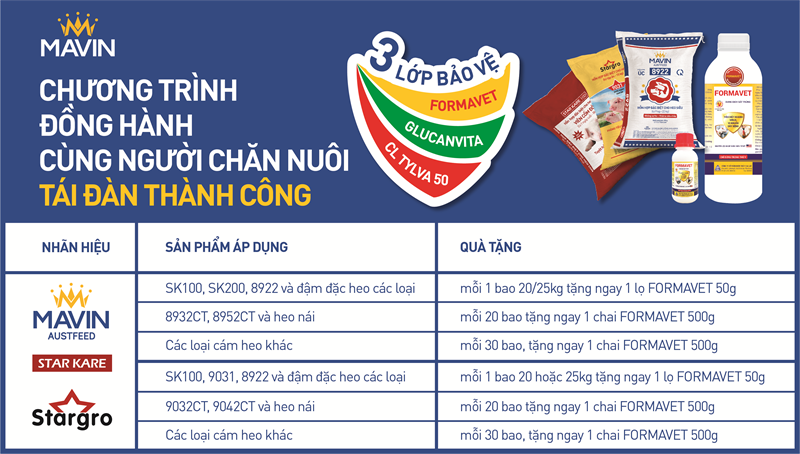 MAVIN
CHƯƠNG TRÌNH
ĐỒNG HÀNH
CÙNG NGƯỜI CHĂN NUÔI
TÁI ĐÀN THÀNH CÔNG
3 LỚP BẢO VỆ
FORMAVET
GLUCANVITA
CL TYLVA 50
Stargro
MAVIN
8922
FORMAVET
FORMAVET
NHÃN HIỆU
SẢN PHẨM ÁP DỤNG
QUÀ TẶNG
MAVIN
AUSTFEED
STAR KARE
Stargro
SK100, SK200, 8922 và đậm đặc heo các loại
mỗi 1 bao 20/25kg tặng ngay 1 lọ FORMAVET 50g
8932CT, 8952CT và heo nái
mỗi 20 bao tặng ngay 1 chai FORMAVET 500g
Các loại cám heo khác
mỗi 30 bao, tặng ngay 1 chai FORMAVET 500g
SK100, 9031, 8922 và đậm đặc heo các loại
mỗi 1 bao 20 hoặc 25kg tặng ngay 1 lọ FORMAVET 50g
9032CT, 9042CT và heo nái
mỗi 20 bao tặng ngay 1 chai FORMAVET 500g
Các loại cám heo khác
mỗi 30 bao, tặng ngay 1 chai FORMAVET 500g